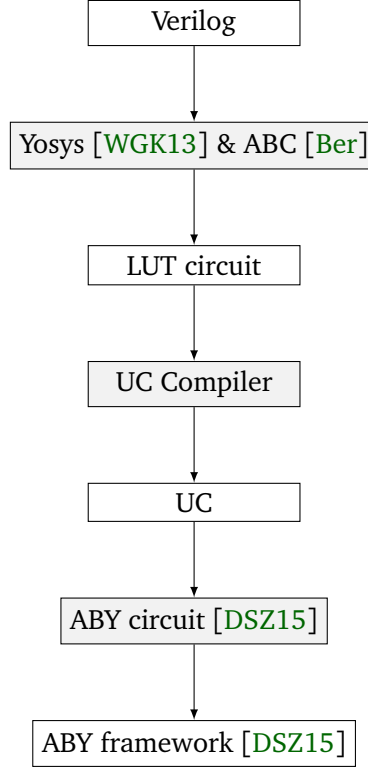 Verilog
Yosys [WGK13] & ABC [Ber]
LUT circuit
UC Compiler
UC
ABY circuit [DSZ15]
ABY framework [DSZ15]